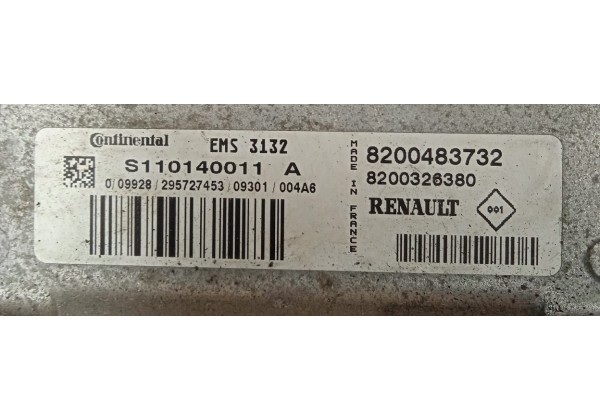 Continental EMS 3132
S110140011 A
0/09928/295727453/09301/004A6
MADE IN FRANCE
8200483732
8200326380
RENAULT 001